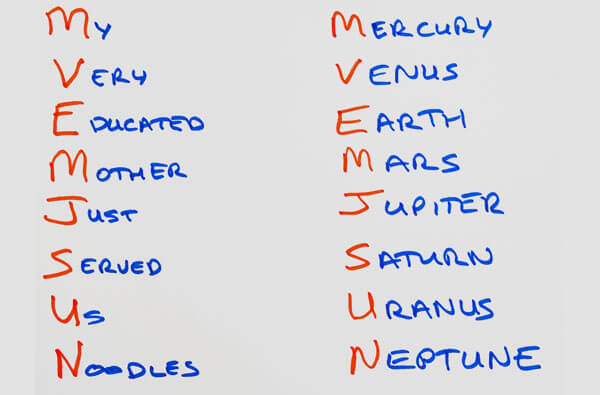 My Mercury
Very Venus
Educated Earth
Mother Mars
Just Jupiter
Served Saturn
Us Uranus
Noodles Neptune